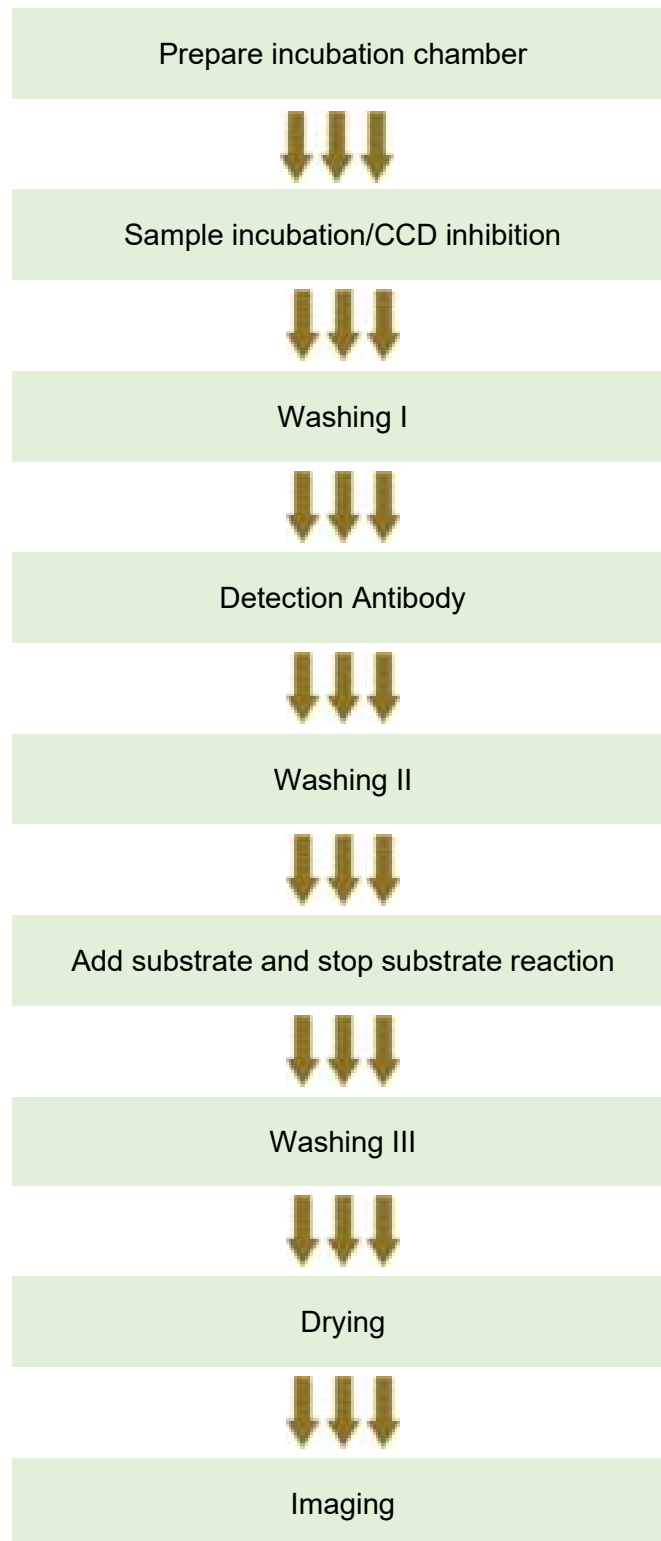 Prepare incubation chamber
Sample incubation/CCD inhibition
Washing I
Detection Antibody
Washing II
Add substrate and stop substrate reaction
Washing III
Drying
Imaging